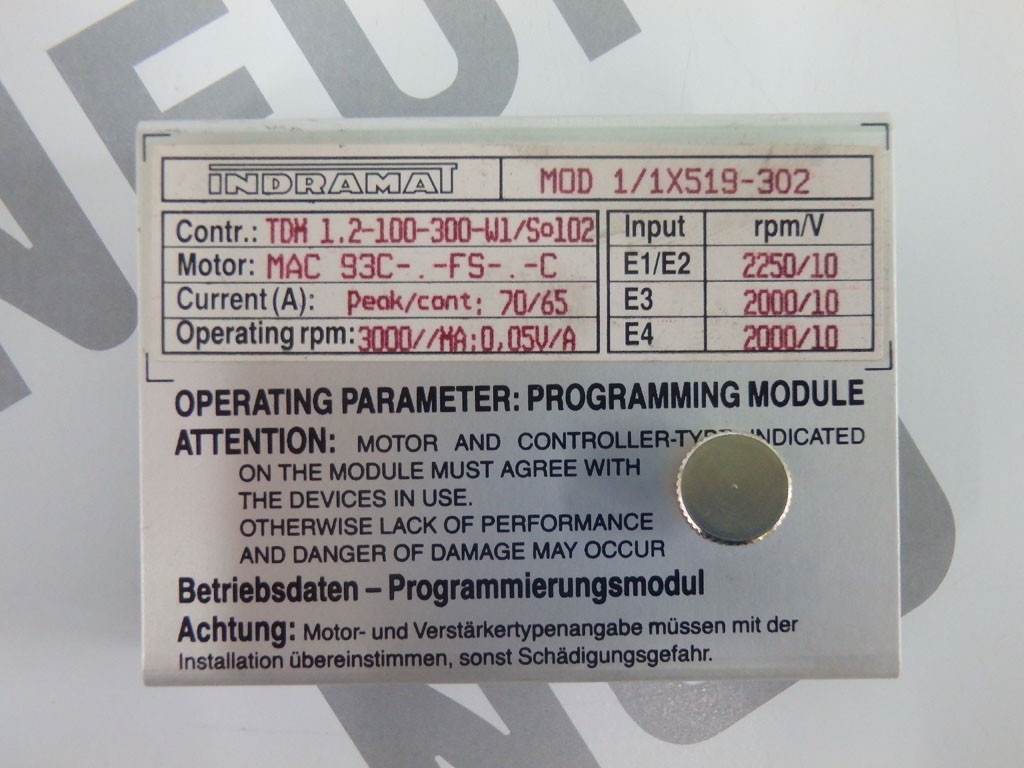 INDRAMAT MOD 1/1X519-302
Contr.: TDM 1.2-100-300-W1/S¤102 Input rpm/V
Motor: MAC 93C-.-FS-.-C E1/E2 2250/10
Current (A): Peak/cont: 70/65 E3 2000/10
Operating rpm: 3000//MA:0,05V/A E4 2000/10
OPERATING PARAMETER: PROGRAMMING MODULE
ATTENTION: MOTOR AND INDICATED
ON THE MODULE MUST AGREE WITH
THE DEVICES IN USE.
OTHERWISE LACK OF PERFORMANCE
AND DANGER OF DAMAGE MAY OCCUR
Betriebsdaten – Programmierungsmodul
Achtung: Motor- und Verstärkertypenangabe müssen mit der
Installation übereinstimmen, sonst Schädigungsgefahr.